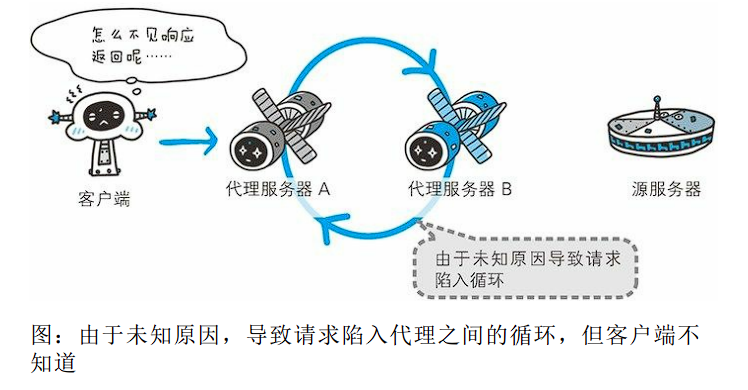 怎么不见响应
返回呢……
代理服务器 A
代理服务器 B
源服务器
客户端
由于未知原因导致请求
陷入循环
图：由于未知原因，导致请求陷入代理之间的循环，但客户端不
知道